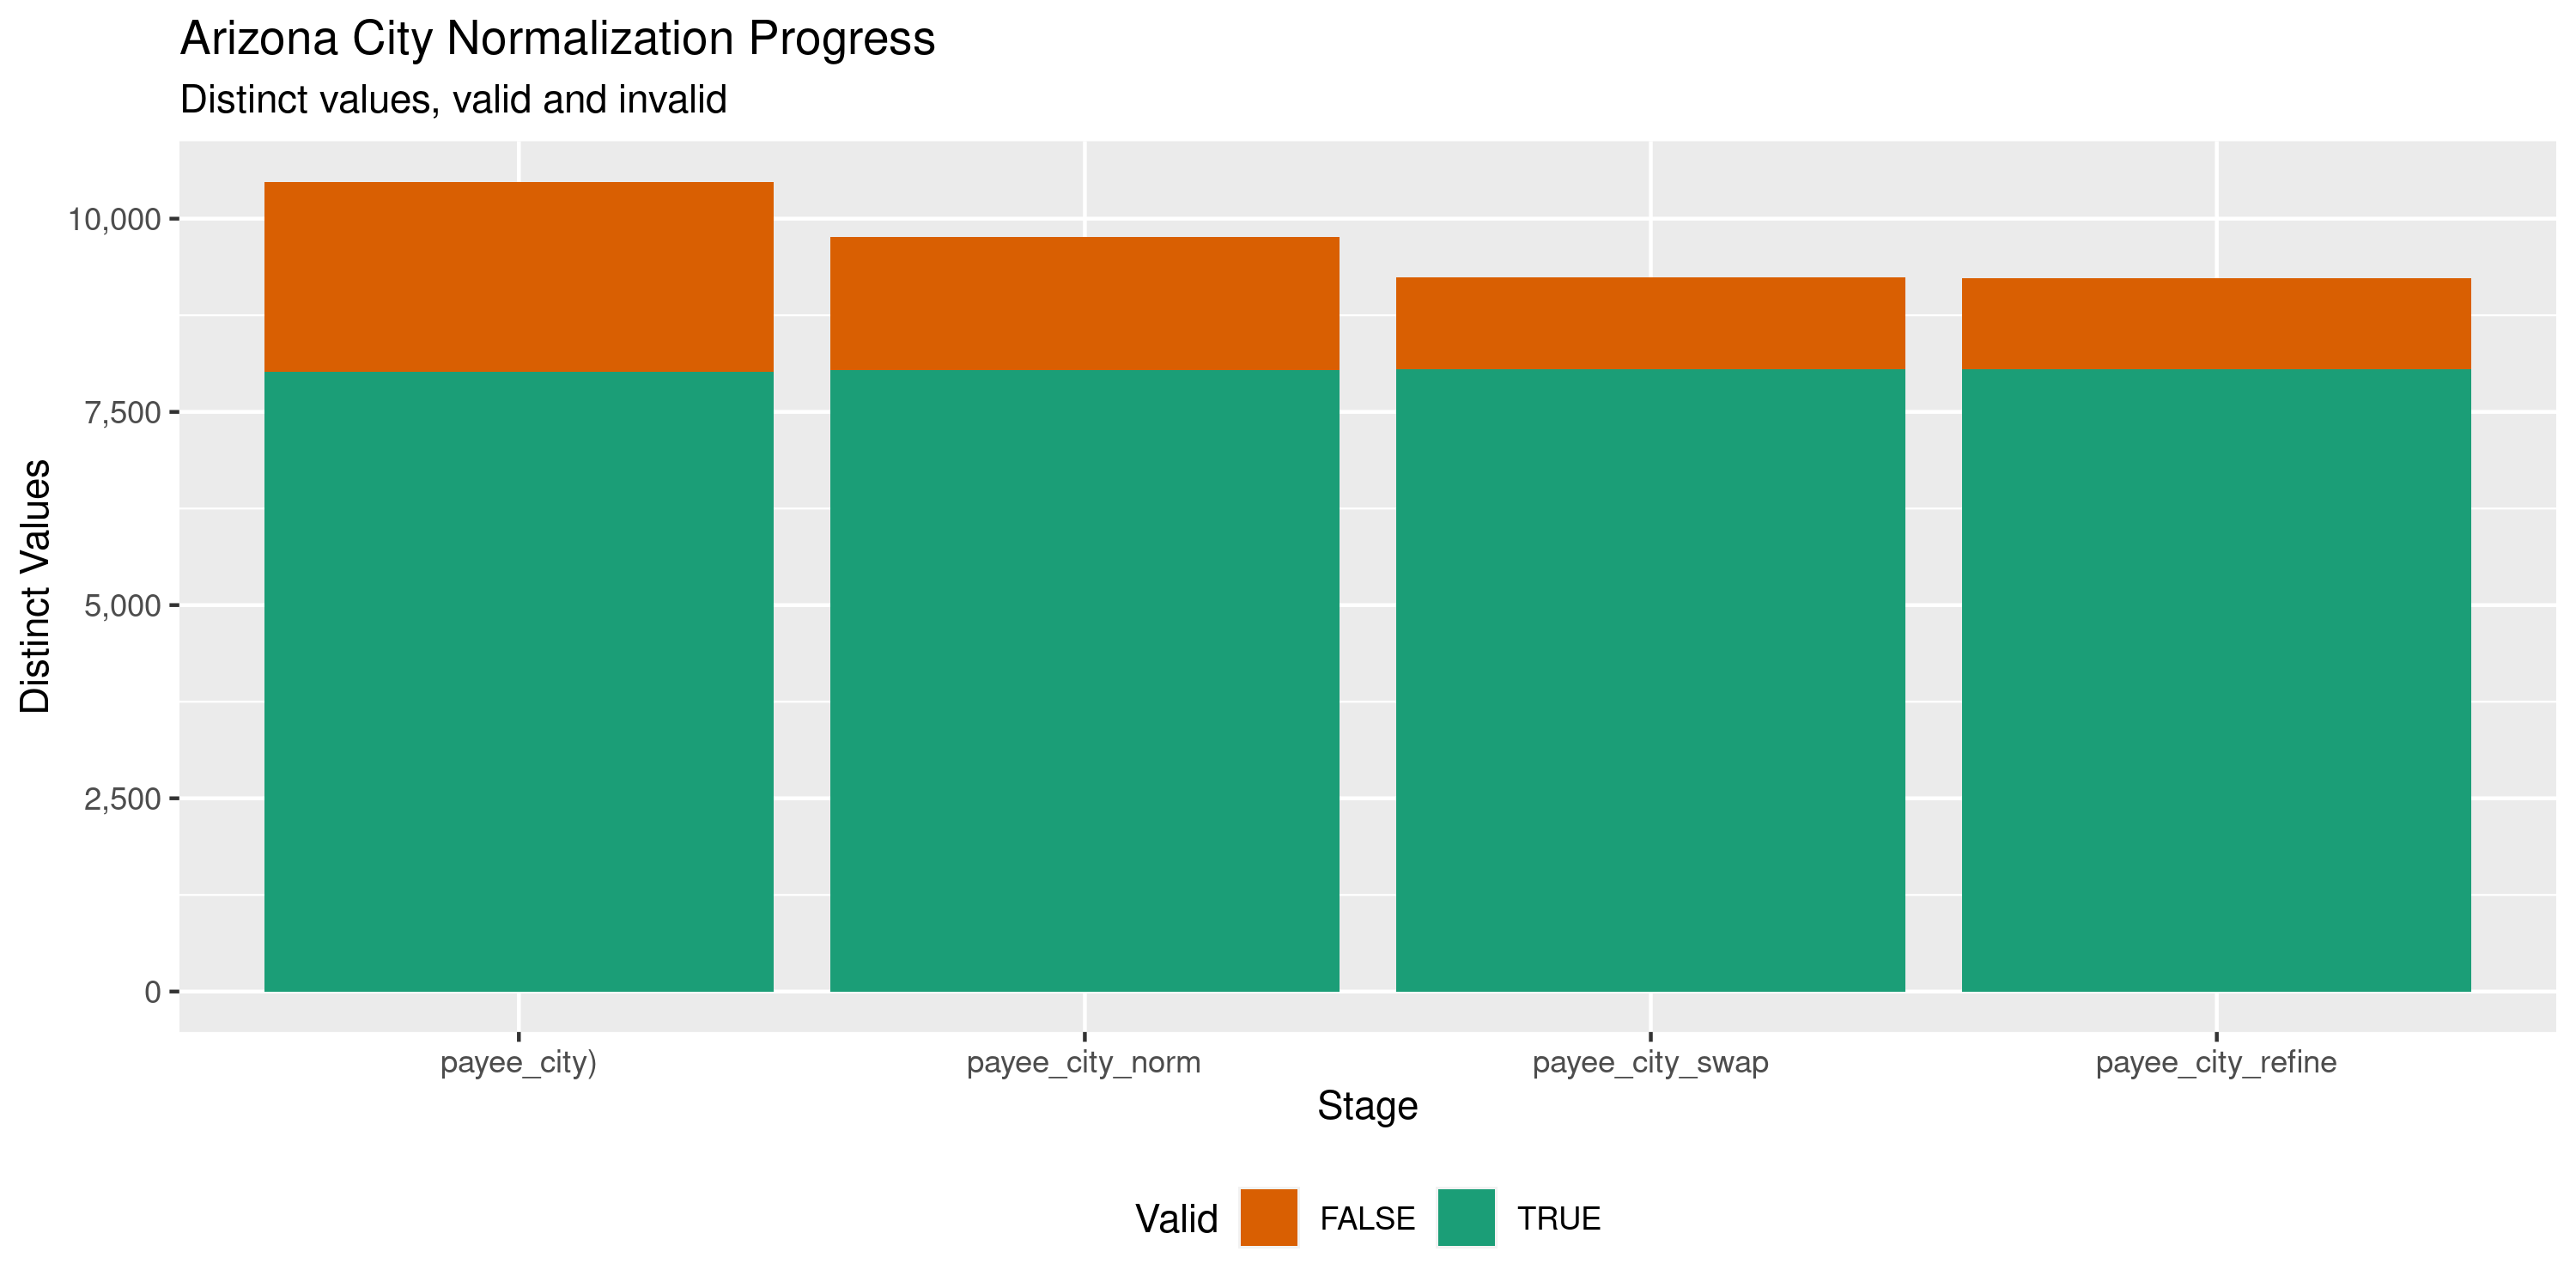 Arizona City Normalization Progress
Distinct values, valid and invalid
Distinct Values
10,000
7,500
5,000
2,500
0
payee_city) payee_city_norm payee_city_swap payee_city_refine
Stage
Valid FALSE TRUE